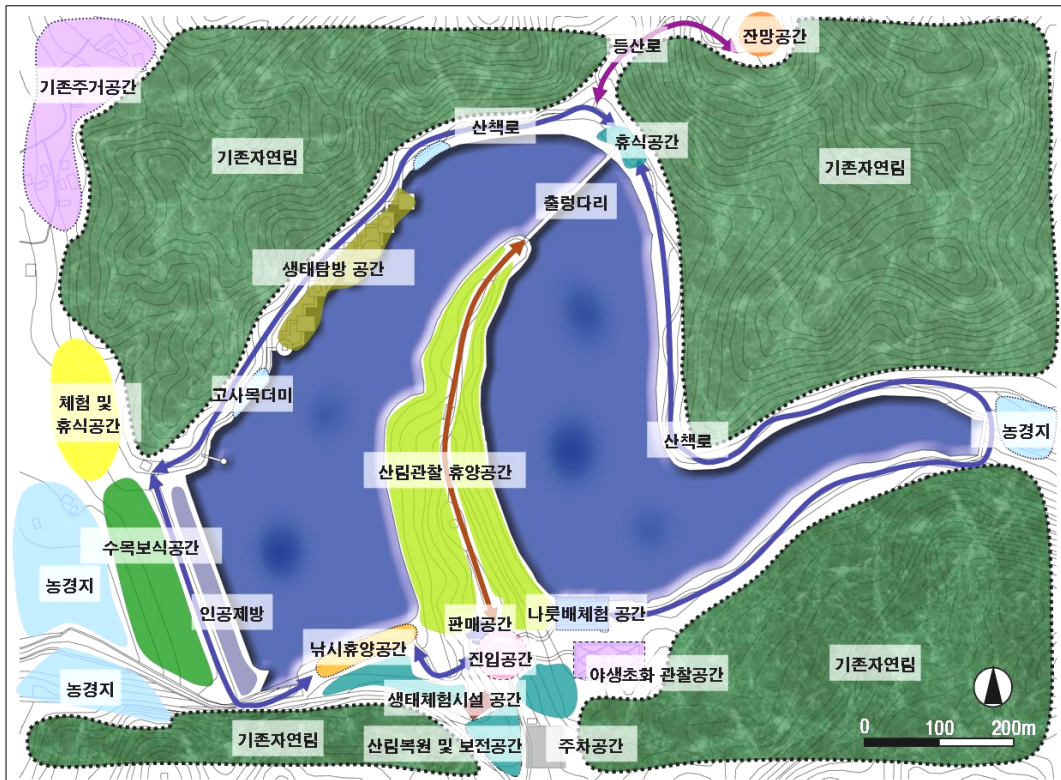 등산로
잔망공간
기존주거공간
산책로
휴식공간
기존자연림
기존자연림
출렁다리
생태탐방 공간
고사목더미
체험 및
휴식공간
산책로
농경지
산림관찰 휴양공간
수목보식공간
농경지
인공제방
판매공간
나룻배체험 공간
낚시휴양공간
진입공간
야생초화 관찰공간
기존자연림
농경지
생태체험시설 공간
기존자연림
산림복원 및 보전공간
주차공간
0 100 200m